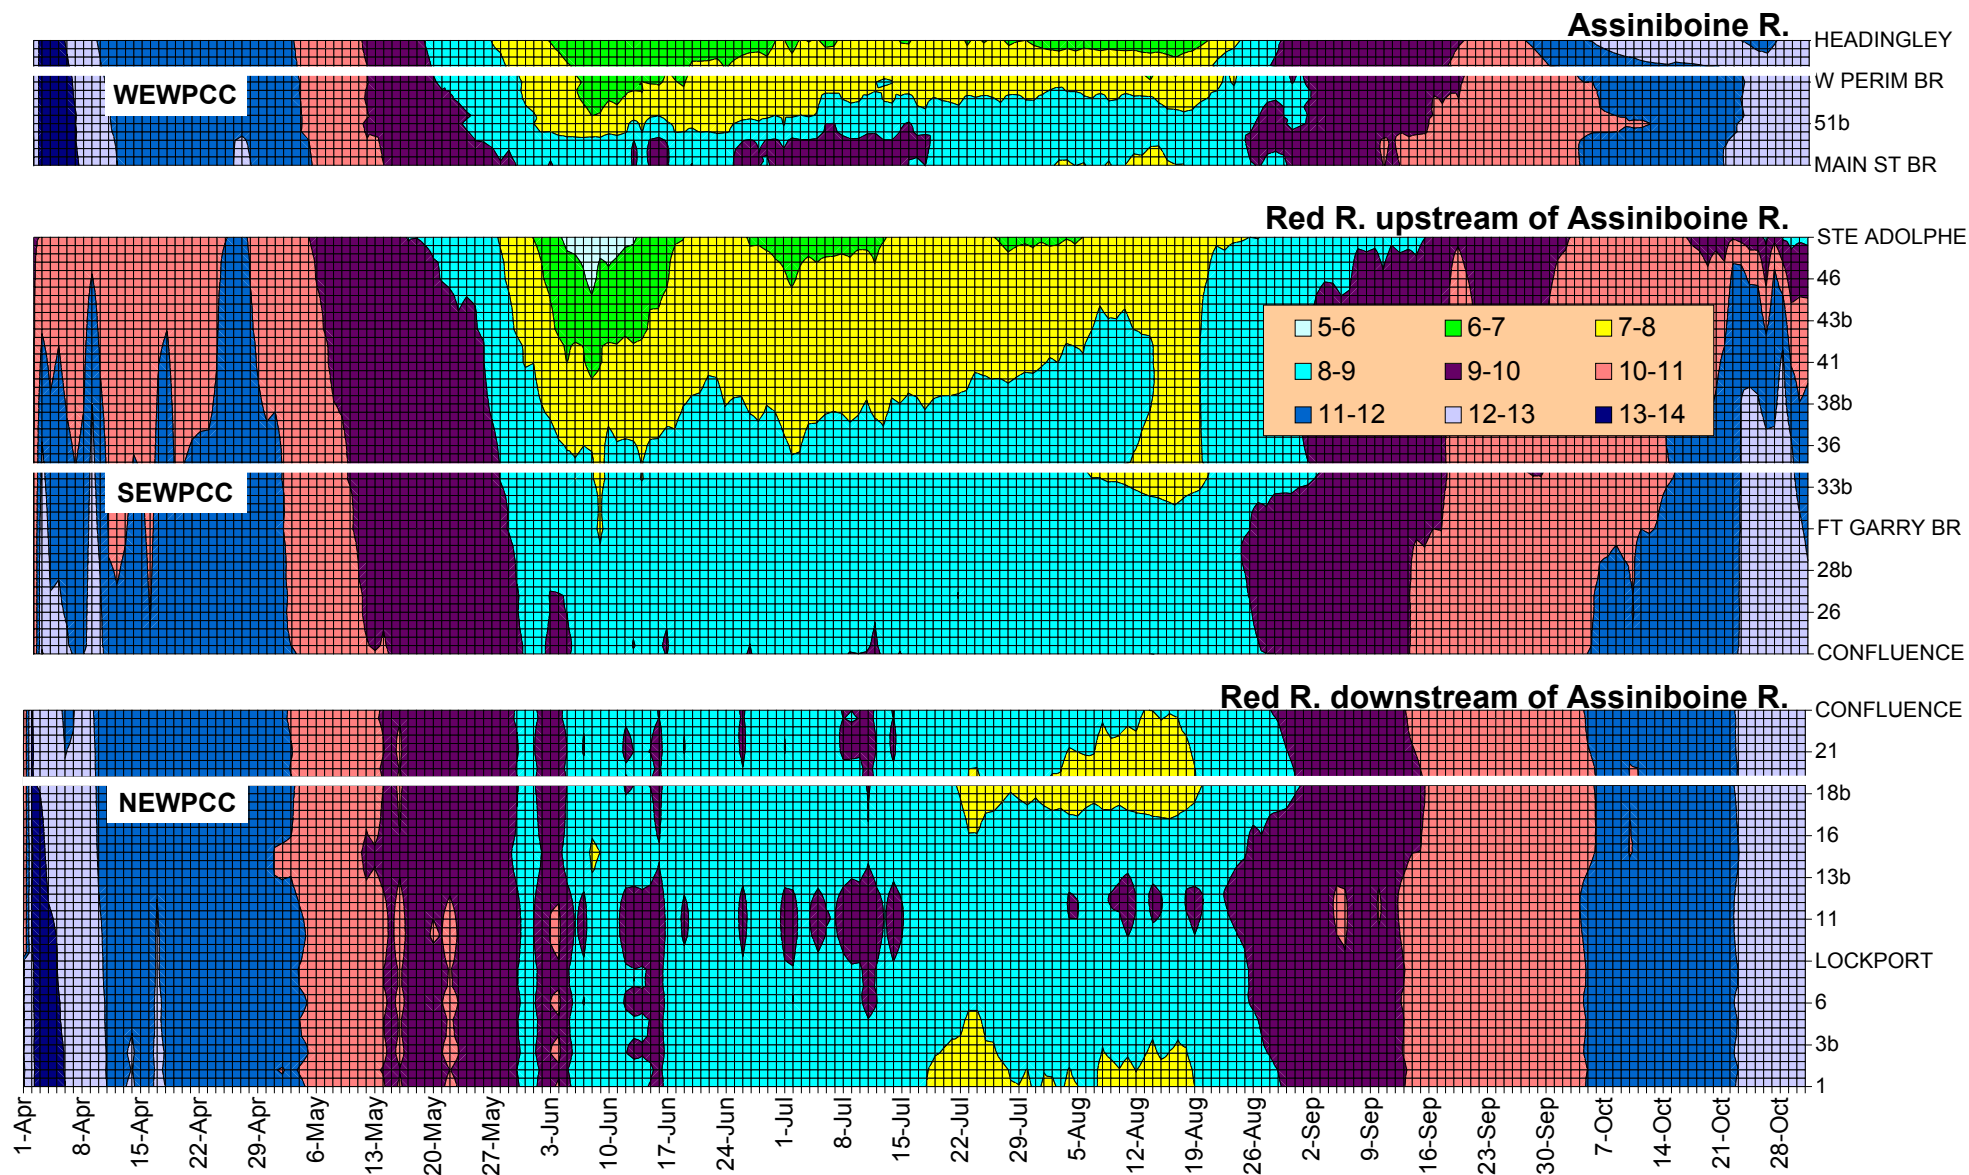 Assiniboine R.
HEADINGLEY
W PERIM BR
WEWPCC
51b
MAIN ST BR
Red R. upstream of Assiniboine R.
STE ADOLPHE
46
5-6 6-7 7-8
43b
8-9 9-10 10-11
41
11-12 12-13 13-14
38b
36
SEWPCC
33b
FT GARRY BR
28b
26
CONFLUENCE
Red R. downstream of Assiniboine R.
CONFLUENCE
21
NEWPCC
18b
16
13b
11
LOCKPORT
6
3b
1
1-Apr 8-Apr 15-Apr 22-Apr 29-Apr 6-May 13-May 20-May 27-May 3-Jun 10-Jun 17-Jun 24-Jun 1-Jul 8-Jul 15-Jul 22-Jul 29-Jul 5-Aug 12-Aug 19-Aug 26-Aug 2-Sep 9-Sep 16-Sep 23-Sep 30-Sep 7-Oct 14-Oct 21-Oct 28-Oct